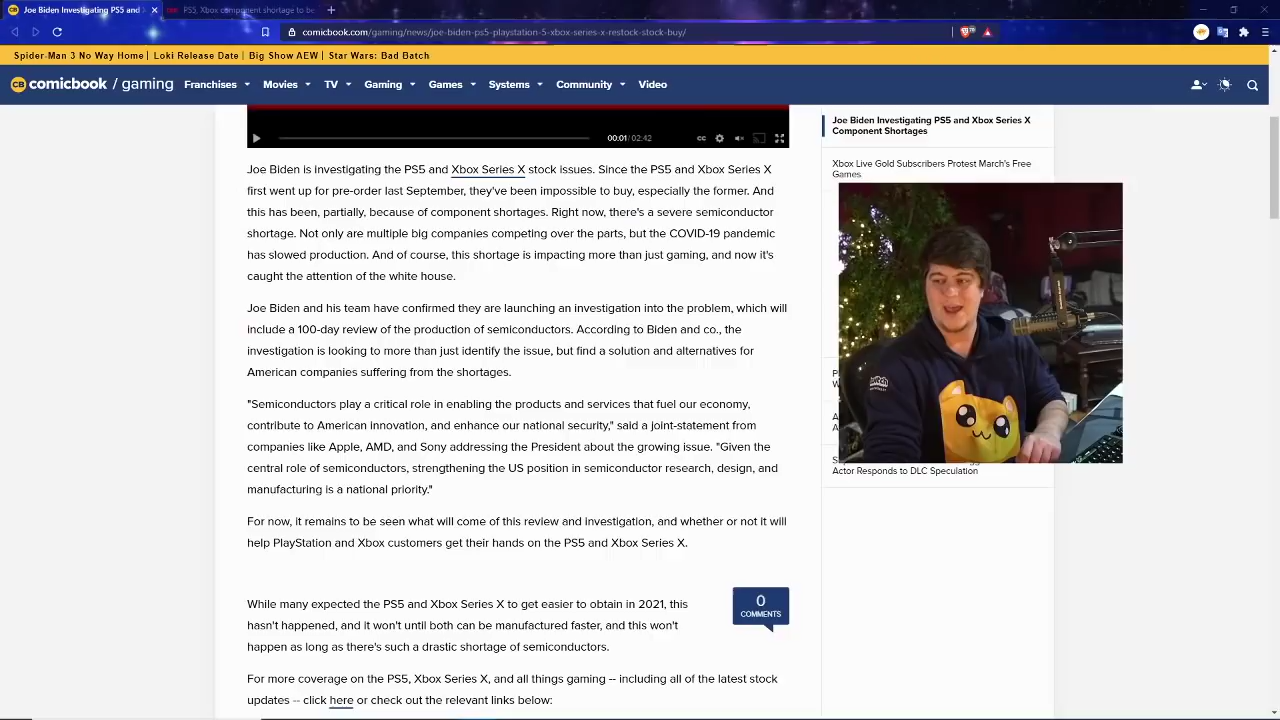 Joe Biden Investigating PS5 and
PS5, Xbox component shortage to be
comicbook.com/gaming/news/joe-biden-ps5-playstation-5-xbox-series-x-restock-stock-buy/
Spider-Man 3 No Way Home | Loki Release Date | Big Show AEW | Star Wars: Bad Batch
CB comicbook / gaming Franchises Movies TV Gaming Games Systems Community Video
00:01 / 02:42 CC
Joe Biden is investigating the PS5 and Xbox Series X stock issues. Since the PS5 and Xbox Series X
first went up for pre-order last September, they've been impossible to buy, especially the former. And
this has been, partially, because of component shortages. Right now, there's a severe semiconductor
shortage. Not only are multiple big companies competing over the parts, but the COVID-19 pandemic
has slowed production. And of course, this shortage is impacting more than just gaming, and now it's
caught the attention of the white house.
Joe Biden and his team have confirmed they are launching an investigation into the problem, which will
include a 100-day review of the production of semiconductors. According to Biden and co., the
investigation is looking to more than just identify the issue, but find a solution and alternatives for
American companies suffering from the shortages.
"Semiconductors play a critical role in enabling the products and services that fuel our economy,
contribute to American innovation, and enhance our national security," said a joint-statement from
companies like Apple, AMD, and Sony addressing the President about the growing issue. "Given the
central role of semiconductors, strengthening the US position in semiconductor research, design, and
manufacturing is a national priority."
For now, it remains to be seen what will come of this review and investigation, and whether or not it will
help PlayStation and Xbox customers get their hands on the PS5 and Xbox Series X.
0
COMMENTS
While many expected the PS5 and Xbox Series X to get easier to obtain in 2021, this
hasn't happened, and it won't until both can be manufactured faster, and this won't
happen as long as there's such a drastic shortage of semiconductors.
For more coverage on the PS5, Xbox Series X, and all things gaming -- including all of the latest stock
updates -- click here or check out the relevant links below:
Joe Biden Investigating PS5 and Xbox Series X
Component Shortages
Xbox Live Gold Subscribers Protest March's Free
Games
Actor Responds to DLC Speculation
twitch